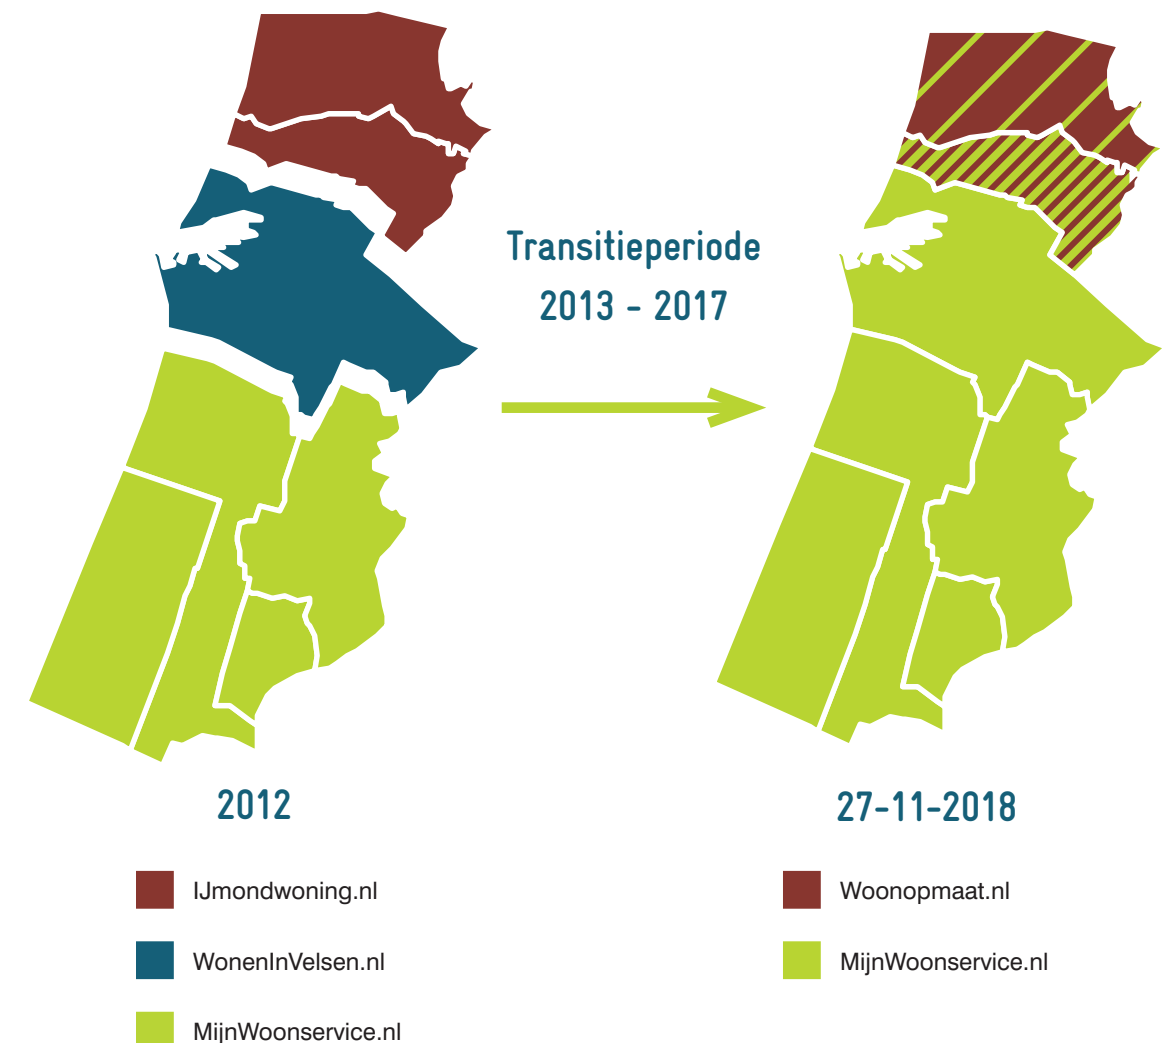 Transitieperiode
2013 - 2017
2012
27-11-2018
IJmondwoning.nl
WonenInVelsen.nl
MijnWoonservice.nl
Woonopmaat.nl
MijnWoonservice.nl